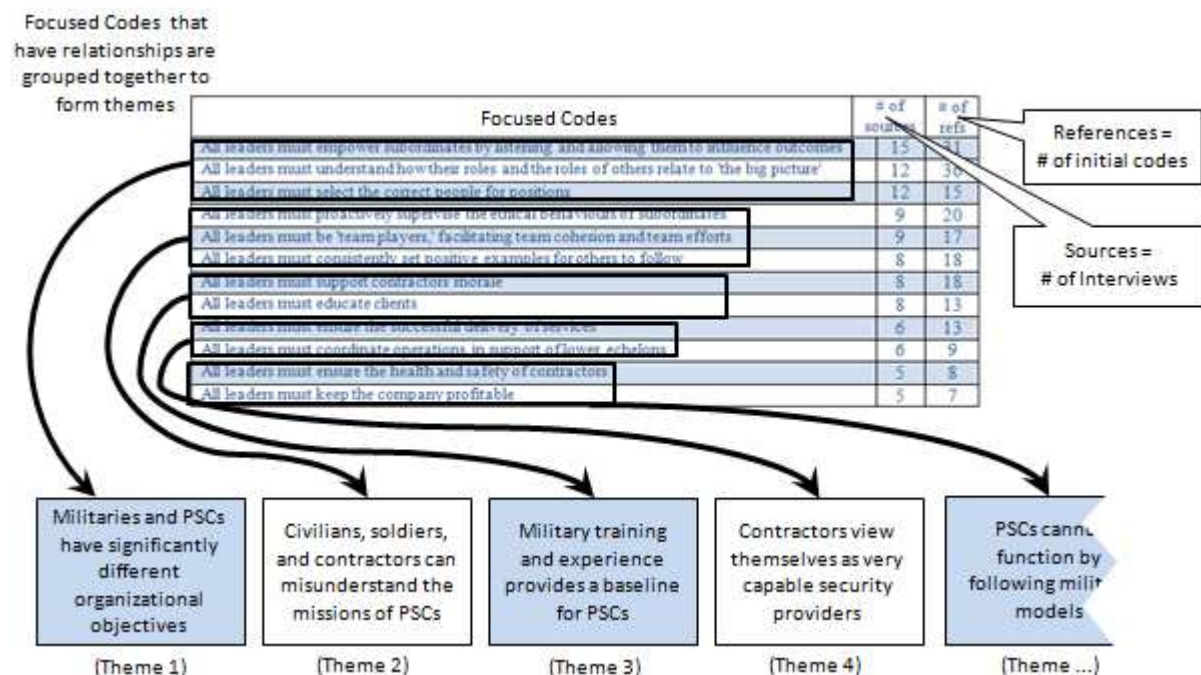 Focused Codes that
have relationships are
grouped together to
form themes
Focused Codes
# of
sources
# of
refs
All leaders must empower subordinates by listening and allowing them to influence outcomes 15 31
All leaders must understand how their roles and the roles of others relate to 'the big picture' 12 36
All leaders must select the correct people for positions 12 15
All leaders must proactively supervise the ethical behaviours of subordinates 9 20
All leaders must be 'team players,' facilitating team cohesion and team efforts 9 17
All leaders must consistently set positive examples for others to follow 8 18
All leaders must support contractors morale 8 18
All leaders must educate clients 8 13
All leaders must ensure the successful delivery of services 6 13
All leaders must coordinate operations in support of lower echelons 6 9
All leaders must ensure the health and safety of contractors 5 8
All leaders must keep the company profitable 5 7
References =
# of initial codes
Sources =
# of Interviews
Militaries and PSCs
have significantly
different
organizational
objectives
(Theme 1)
Civilians, soldiers,
and contractors can
misunderstand the
missions of PSCs
(Theme 2)
Military training
and experience
provides a baseline
for PSCs
(Theme 3)
Contractors view
themselves as very
capable security
providers
(Theme 4)
PSCs
function by
following
models
(Theme ...)